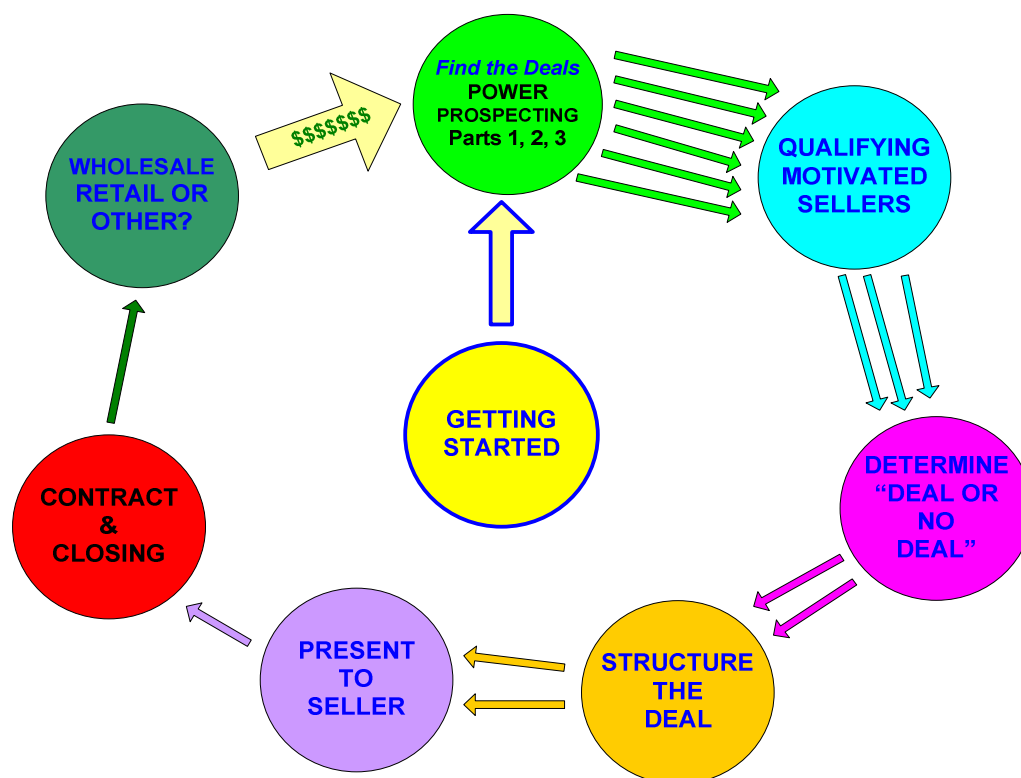 Find the Deals
POWER
PROSPECTING
Parts 1, 2, 3
$$$$$$$
WHOLESALE
RETAIL OR
OTHER?
QUALIFYING
MOTIVATED
SELLERS
GETTING
STARTED
DETERMINE
“DEAL OR
NO
DEAL”
CONTRACT
&
CLOSING
PRESENT
TO
SELLER
STRUCTURE
THE
DEAL